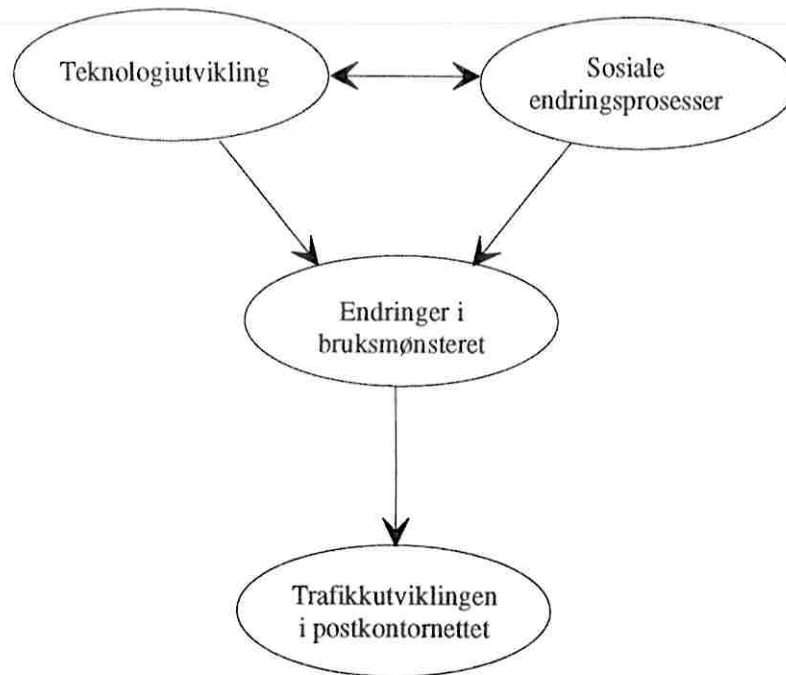 Teknologiutvikling
Sosiale
endringsprosesser
Endringer i
bruksmønsteret
Trafikkutviklingen
i postkontornettet